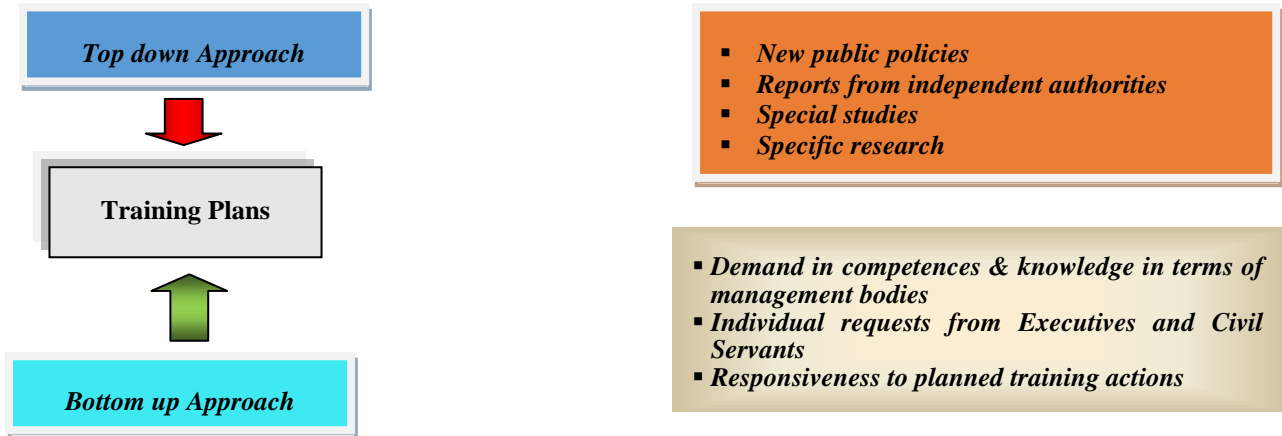 Top down Approach
Training Plans
Bottom up Approach
▪ New public policies
▪ Reports from independent authorities
▪ Special studies
▪ Specific research
▪ Demand in competences & knowledge in terms of
management bodies
▪ Individual requests from Executives and Civil
Servants
▪ Responsiveness to planned training actions